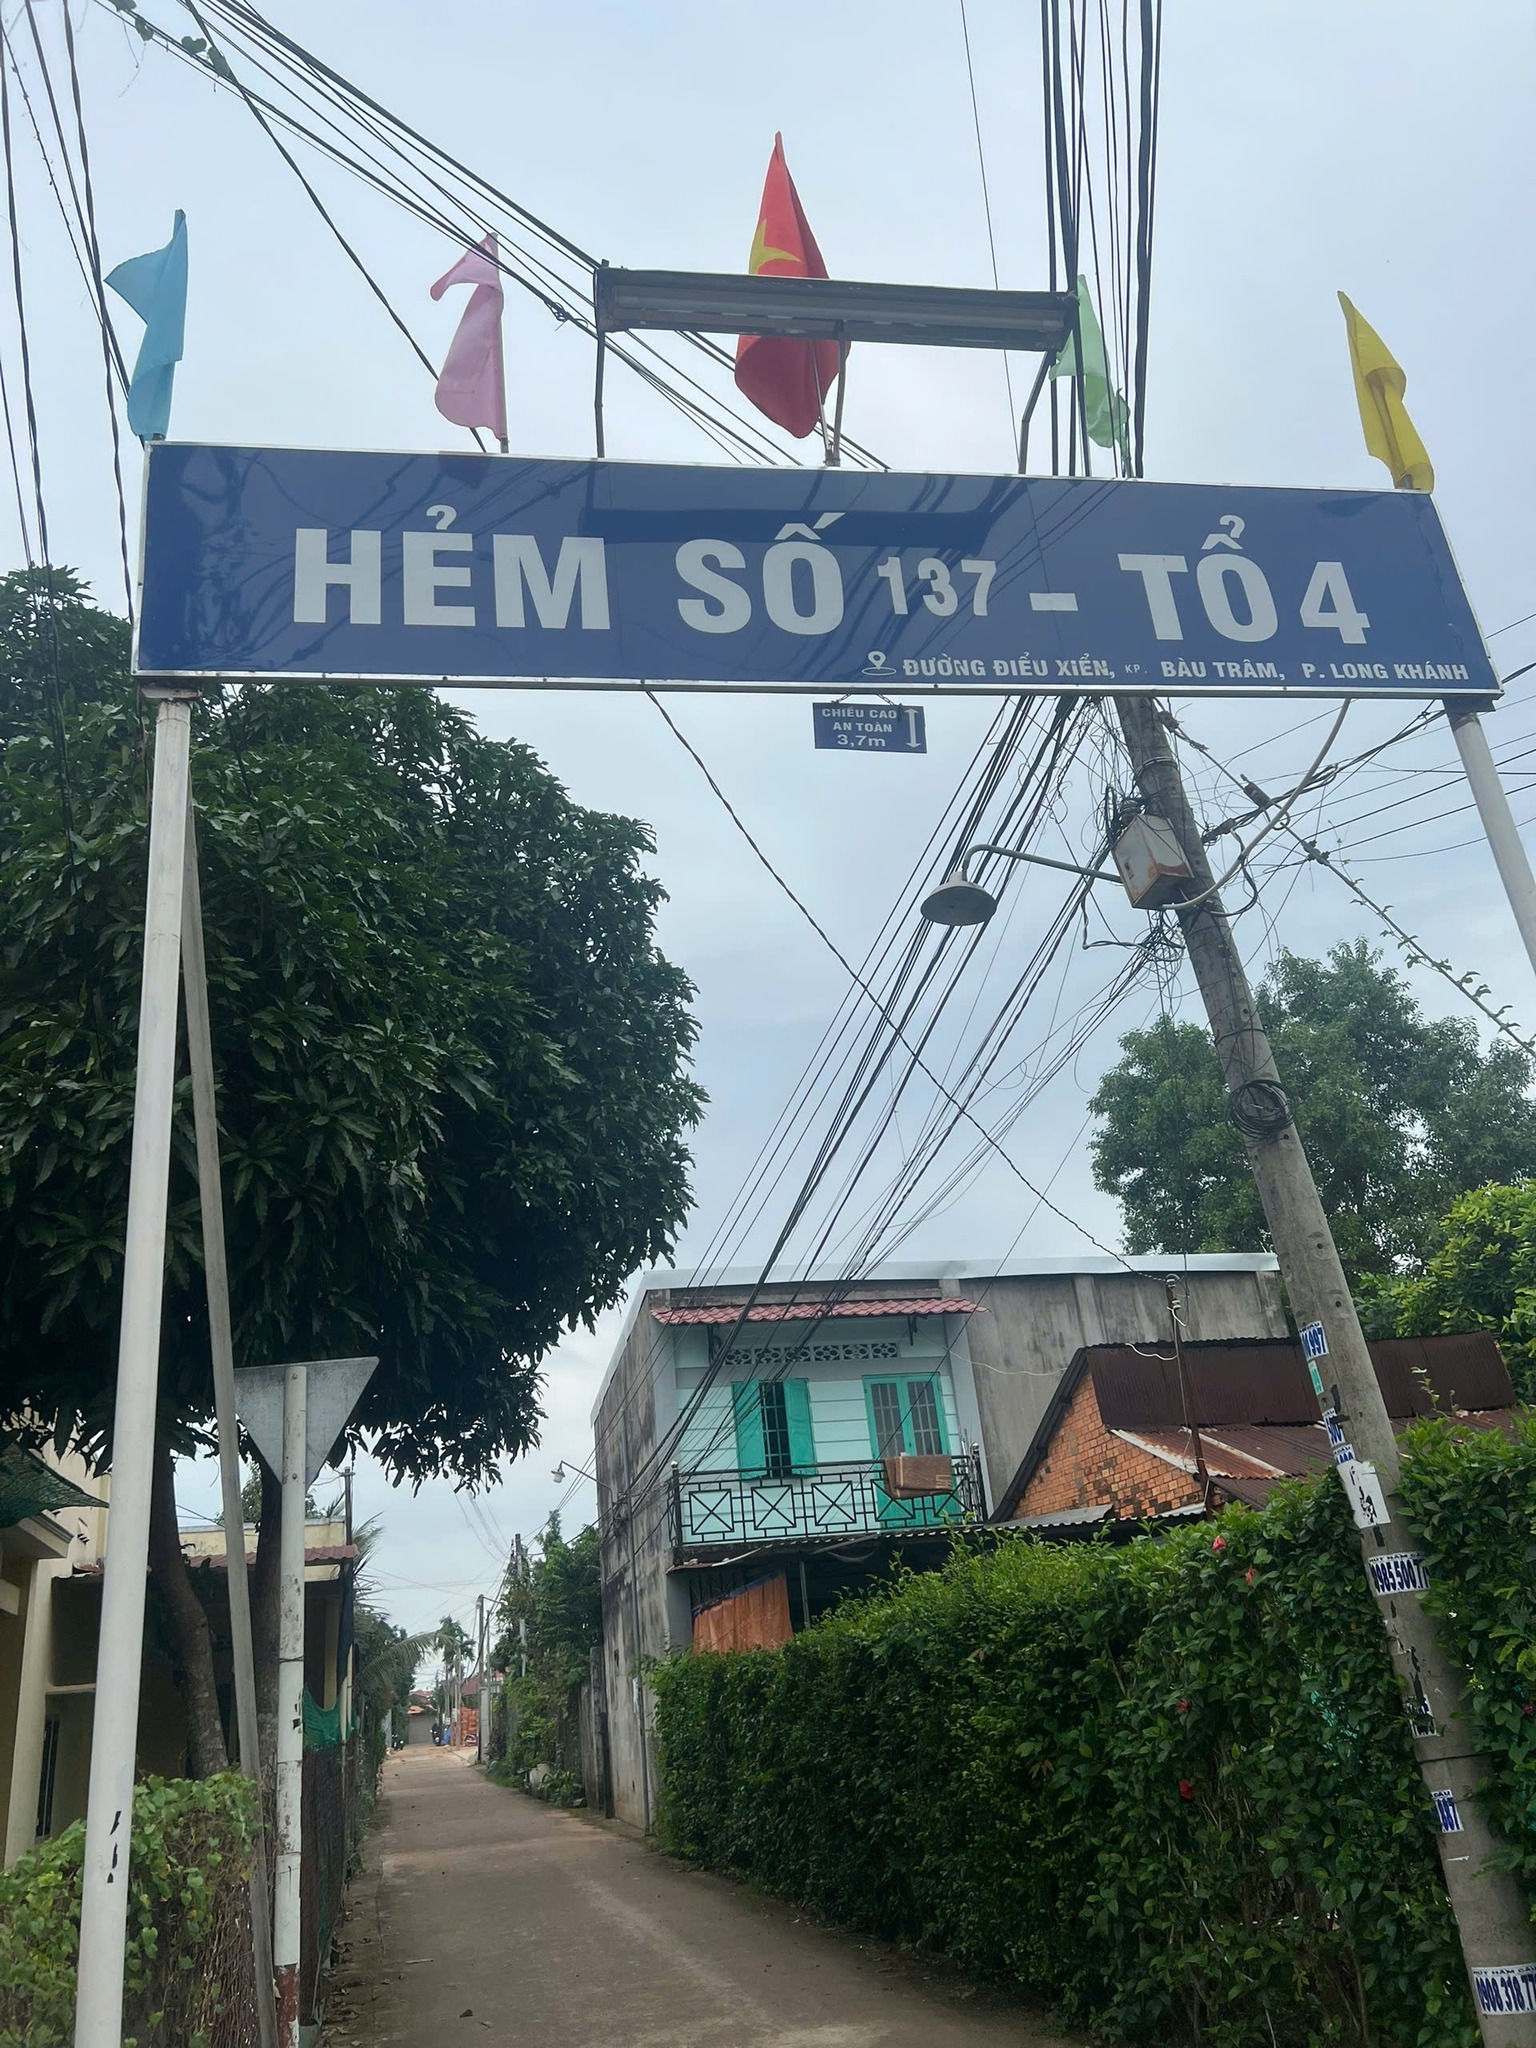 HẺM SỐ 137 - TỔ 4
ĐƯỜNG ĐIỂU XIỂN, KP. BÀU TRÂM, P. LONG KHÁNH
CHIỀU CAO
AN TOÀN
3,7m